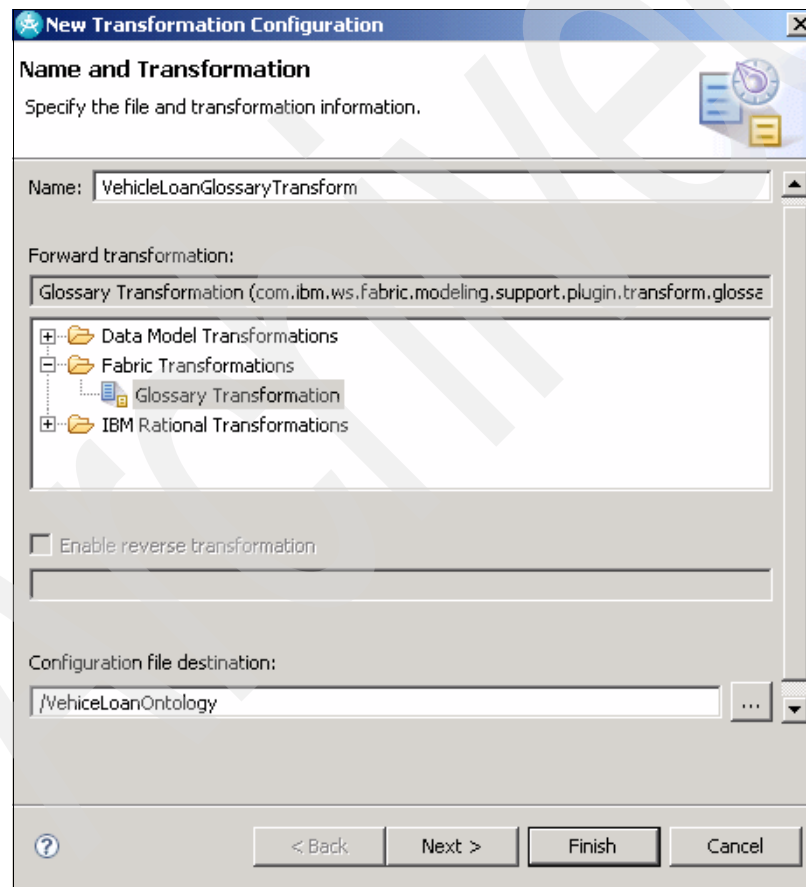 New Transformation Configuration
Name and Transformation
Specify the file and transformation information.
Name: VehicleLoanGlossaryTransform
Forward transformation:
Glossary Transformation (com.ibm.ws.fabric.modeling.support.plugin.transform.glossa
Data Model Transformations
Fabric Transformations
Glossary Transformation
IBM Rational Transformations
Enable reverse transformation
Configuration file destination:
/VehiceLoanOntology
...
< Back Next > Finish Cancel